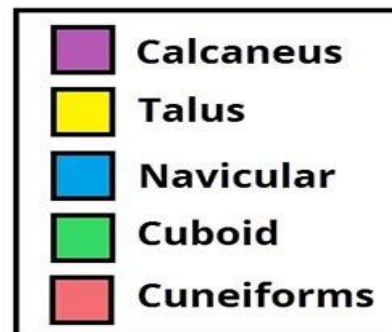 Calcaneus
Talus
Navicular
Cuboid
Cuneiforms